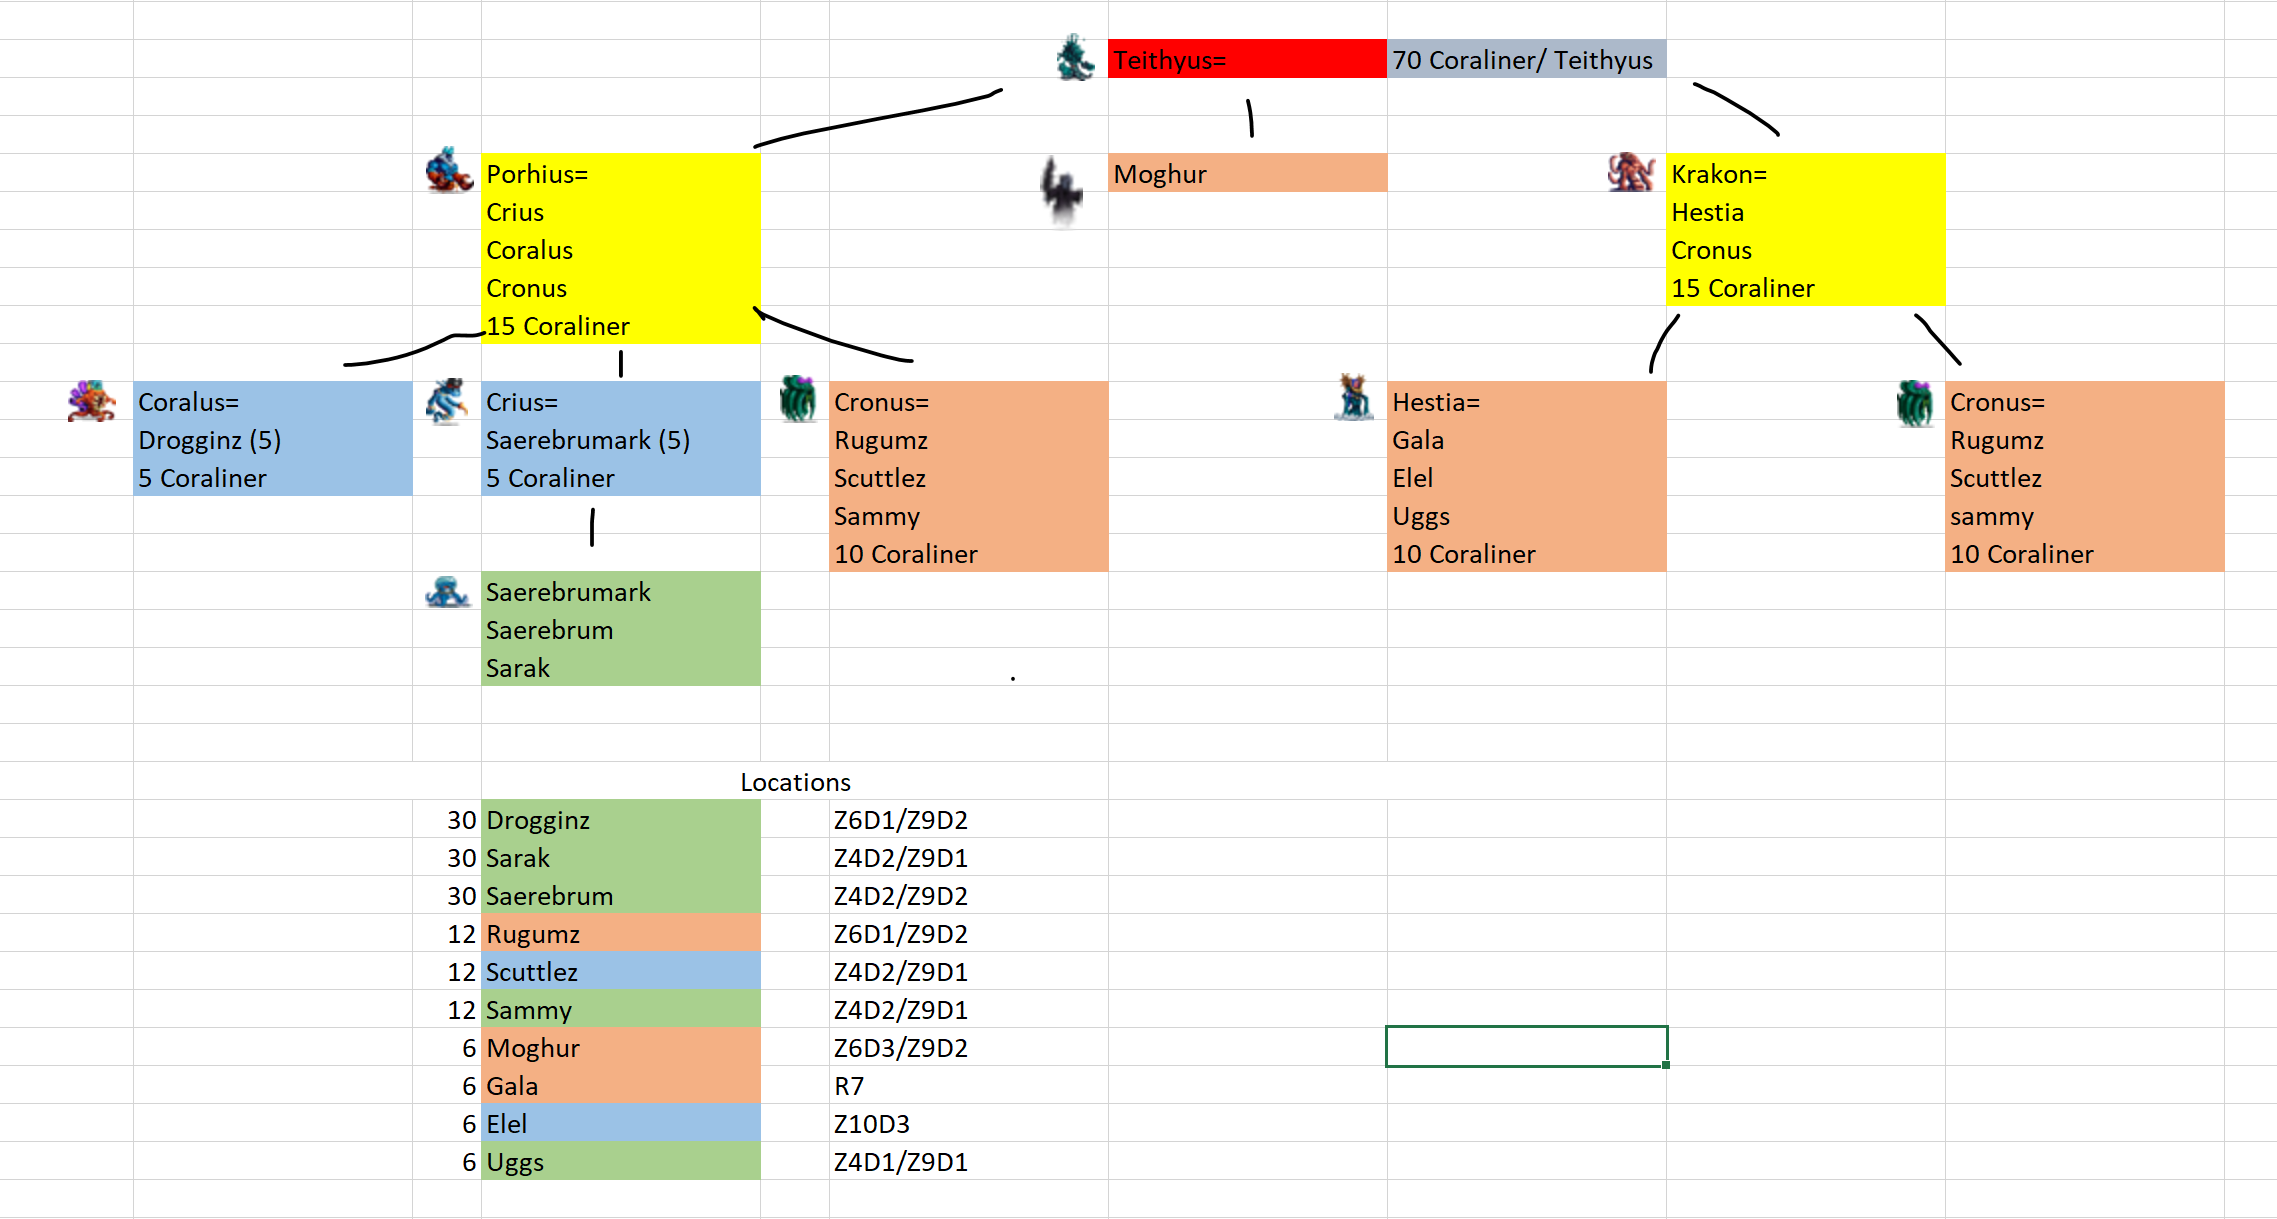 Teithyus=
70 Coraliner/ Teithyus
Porhius=
Crius
Coralus
Cronus
15 Coraliner
Moghur
Krakon=
Hestia
Cronus
15 Coraliner
Coralus=
Drogginz (5)
5 Coraliner
Crius=
Saerebrumark (5)
5 Coraliner
Cronus=
Rugumz
Scuttlez
Sammy
10 Coraliner
Hestia=
Gala
Elel
Uggs
10 Coraliner
Cronus=
Rugumz
Scuttlez
sammy
10 Coraliner
Saerebrumark
Saerebrum
Sarak
Locations
30 Drogginz Z6D1/Z9D2
30 Sarak Z4D2/Z9D1
30 Saerebrum Z4D2/Z9D2
12 Rugumz Z6D1/Z9D2
12 Scuttlez Z4D2/Z9D1
12 Sammy Z4D2/Z9D1
6 Moghur Z6D3/Z9D2
6 Gala R7
6 Elel Z10D3
6 Uggs Z4D1/Z9D1